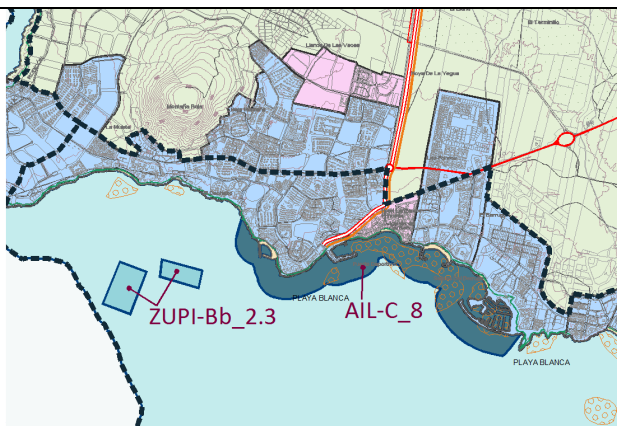 El Terminillo
Llanos De Las Vacas
Hoya De La Yegua
Montaña Roja
La Mulata
ZUPI-Bb_2.3
PLAYA BLANCA
AIL-C_8
PLAYA BLANCA